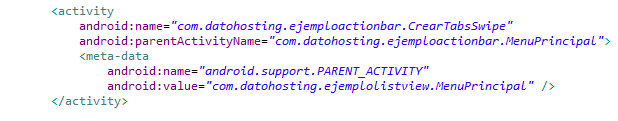 <activity
android:name="com.datohosting.ejemploactionbar.CrearTabsSwipe"
android:parentActivityName="com.datohosting.ejemploactionbar.MenuPrincipal">
<meta-data
android:name="android.support.PARENT_ACTIVITY"
android:value="com.datohosting.ejemplolistview.MenuPrincipal" />
</activity>